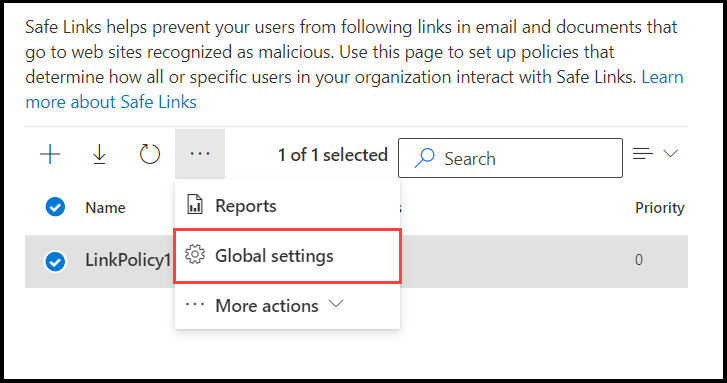 Safe Links helps prevent your users from following links in email and documents that
go to web sites recognized as malicious. Use this page to set up policies that
determine how all or specific users in your organization interact with Safe Links. Learn
more about Safe Links
1 of 1 selected
Search
Name
Priority
Reports
LinkPolicy1
0
Global settings
More actions